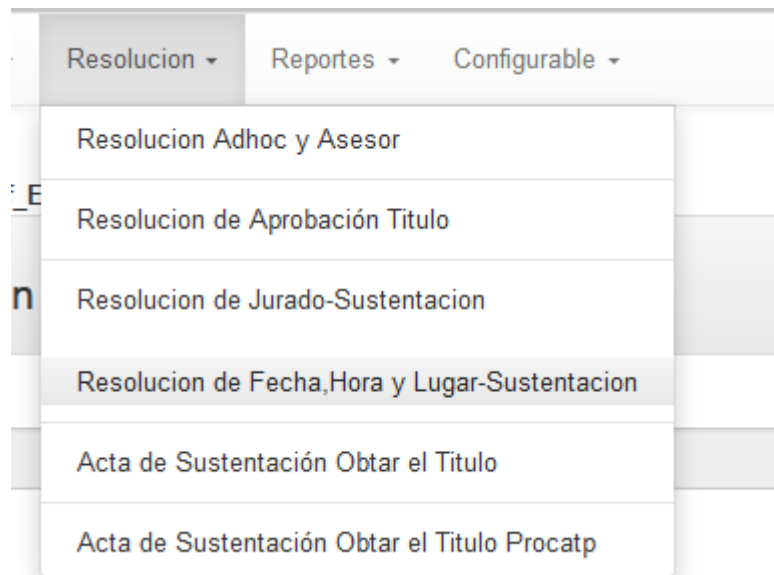 Resolucion Reportes Configurable
Resolucion Adhoc y Asesor
Resolucion de Aprobación Titulo
Resolucion de Jurado-Sustentacion
Resolucion de Fecha,Hora y Lugar-Sustentacion
Acta de Sustentación Obtar el Titulo
Acta de Sustentación Obtar el Titulo Procatp